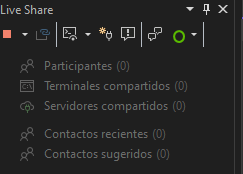 Live Share
Participantes (0)
Terminales compartidos (0)
Servidores compartidos (0)
Contactos recientes (0)
Contactos sugeridos (0)